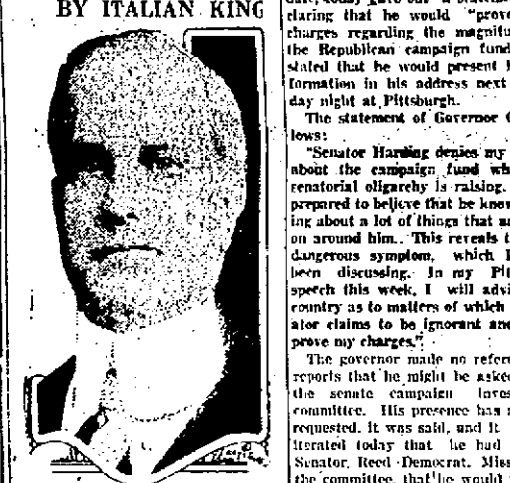 BY ITALIAN KING
claring that he would "prove
charges regarding the magnitu
the Republican campaign fund
stated that he would present
formation in his address next
day night at Pittsburgh.
The statement of Governor
lows:
"Senator Harding denies my
about the campaign fund wh
senatorial oligarchy is raising.
prepared to believe that he know
ing about a lot of things that a
on around him. This reveals t
dangerous symptom, which
been discussing. In my Pit
speech this week, I will advi
country as to matters of which
ator claims to be ignorant and
prove my charges."
The governor made no refer
reports that he might be asked
the senate campaign inves
committee. His presence has
requested, it was said, and it
iterated today that he had
Senator Reed Democrat. Miss
the committee, that he would